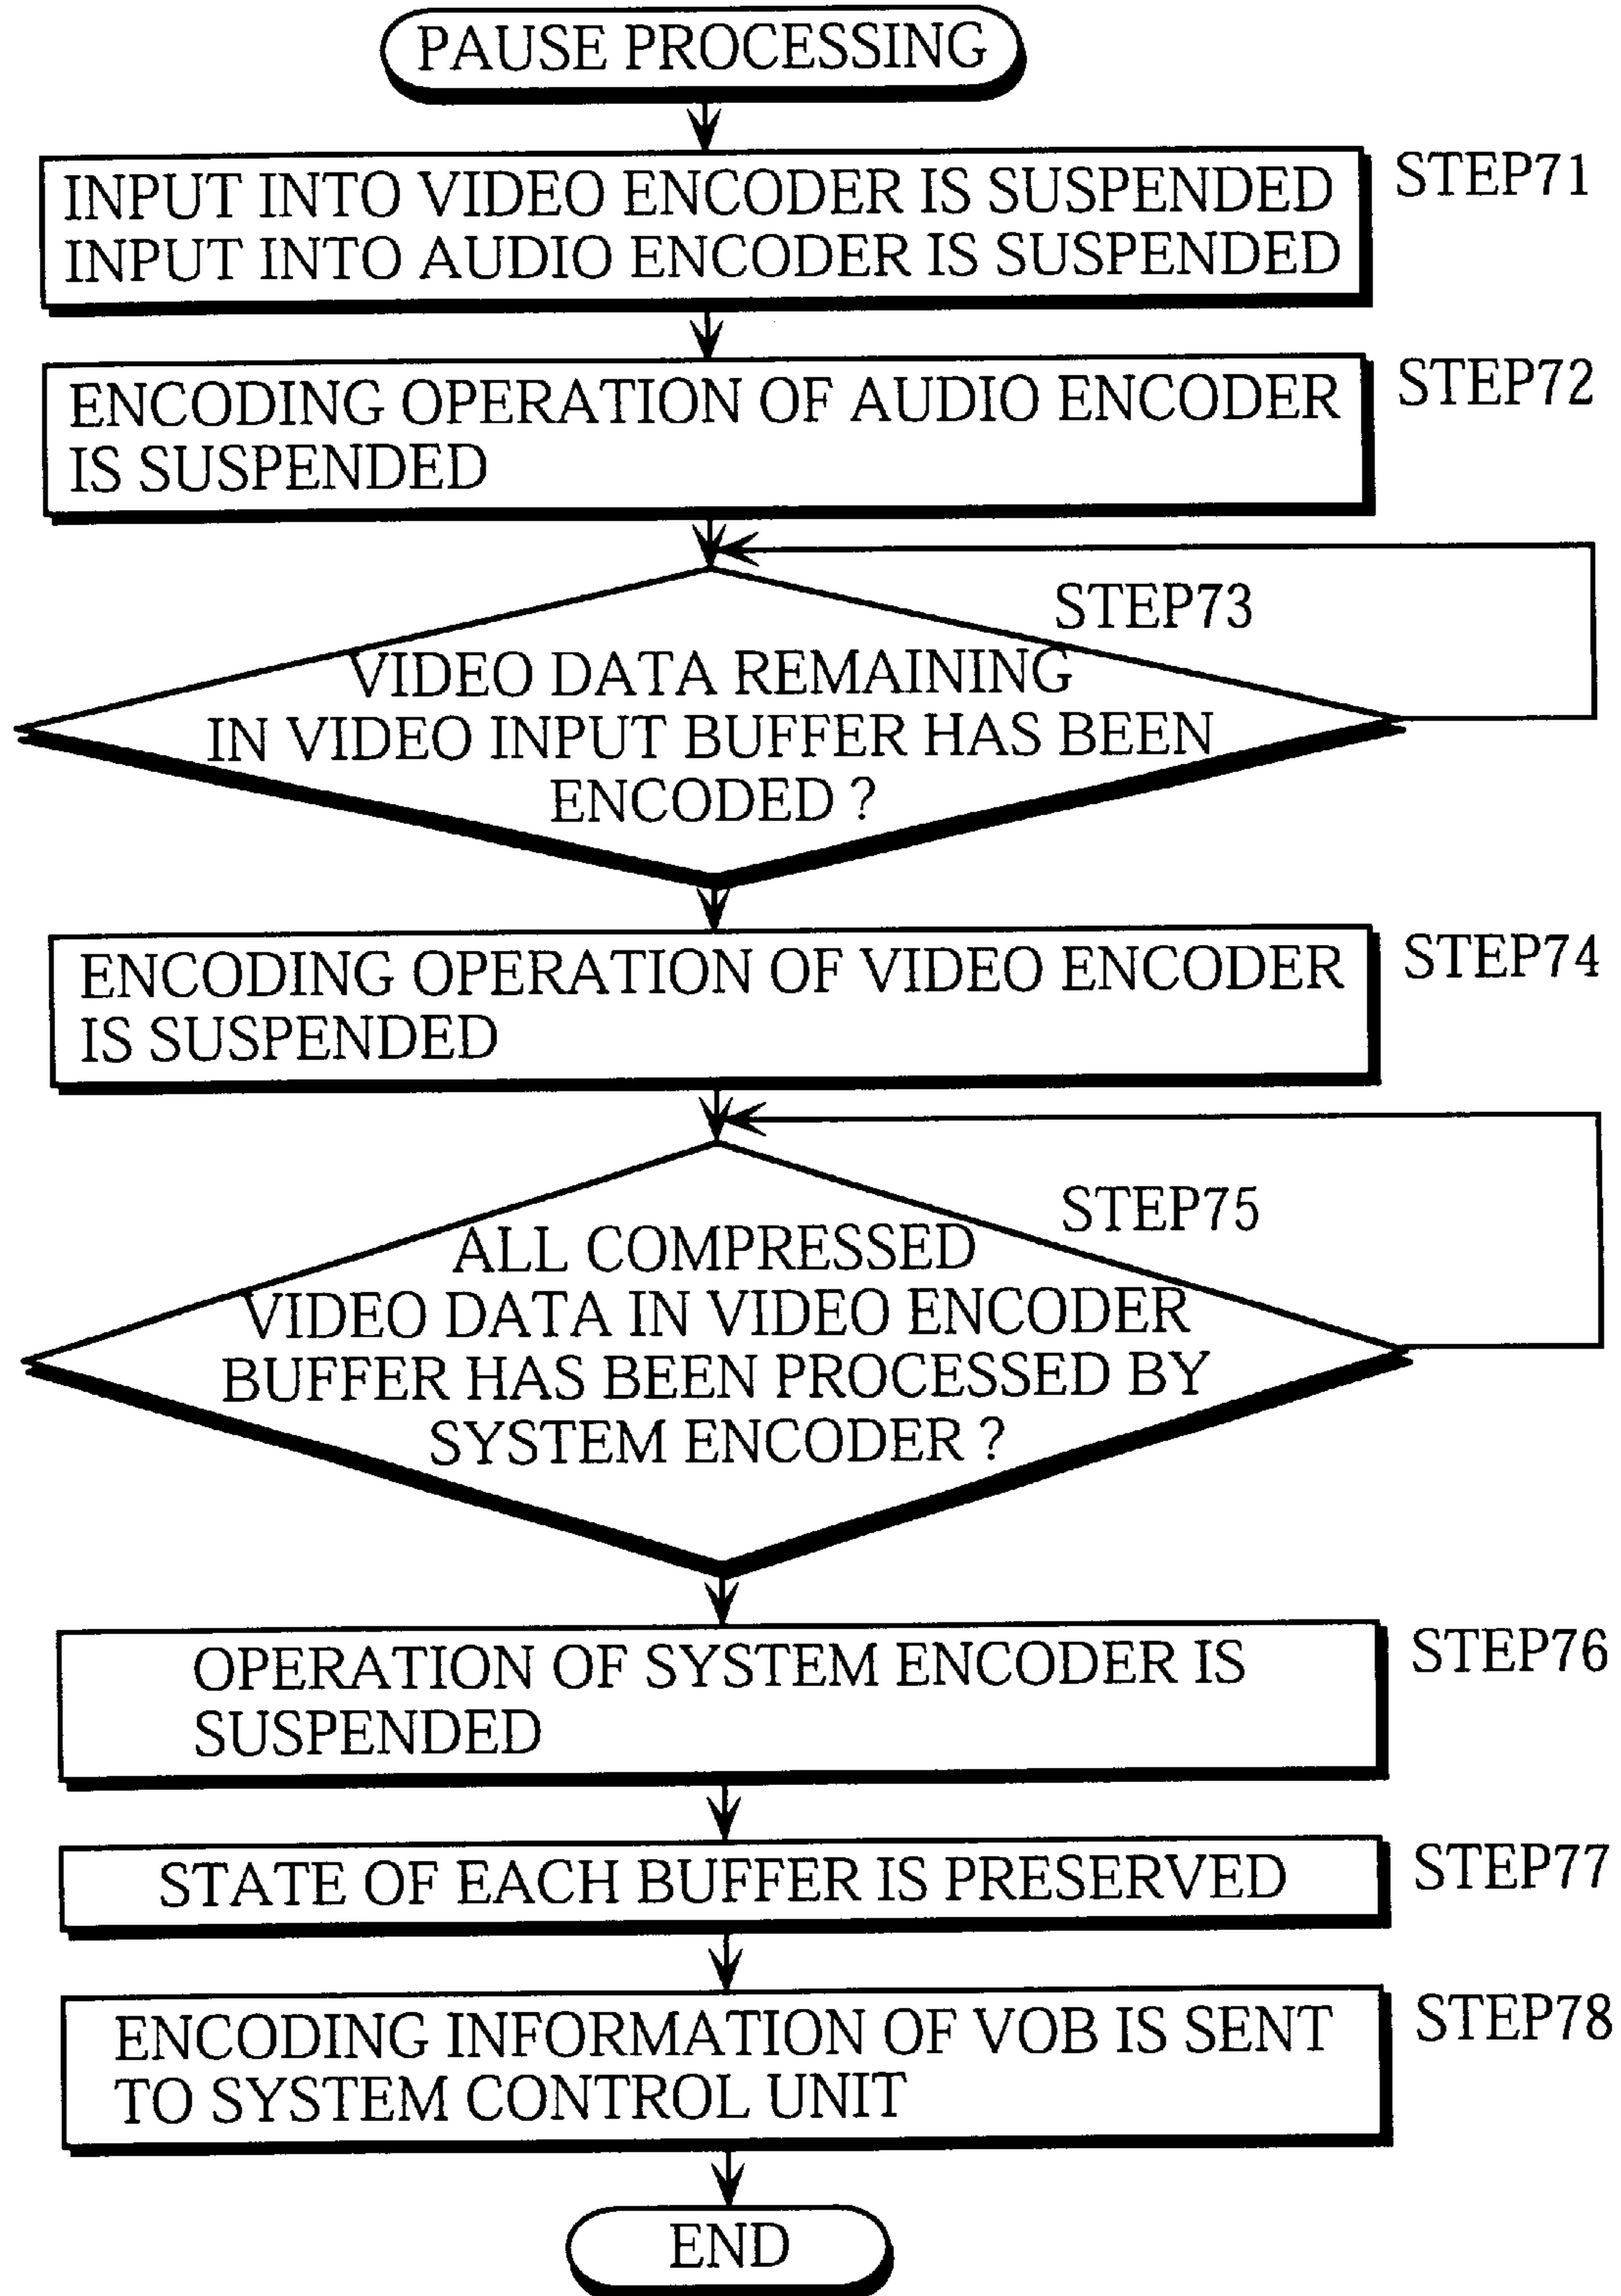 PAUSE PROCESSING
INPUT INTO VIDEO ENCODER IS SUSPENDED
INPUT INTO AUDIO ENCODER IS SUSPENDED
STEP71
ENCODING OPERATION OF AUDIO ENCODER
IS SUSPENDED
STEP72
STEP73
VIDEO DATA REMAINING
IN VIDEO INPUT BUFFER HAS BEEN
ENCODED ?
ENCODING OPERATION OF VIDEO ENCODER
IS SUSPENDED
STEP74
STEP75
ALL COMPRESSED
VIDEO DATA IN VIDEO ENCODER
BUFFER HAS BEEN PROCESSED BY
SYSTEM ENCODER ?
OPERATION OF SYSTEM ENCODER IS
SUSPENDED
STEP76
STATE OF EACH BUFFER IS PRESERVED
STEP77
ENCODING INFORMATION OF VOB IS SENT
TO SYSTEM CONTROL UNIT
STEP78
END